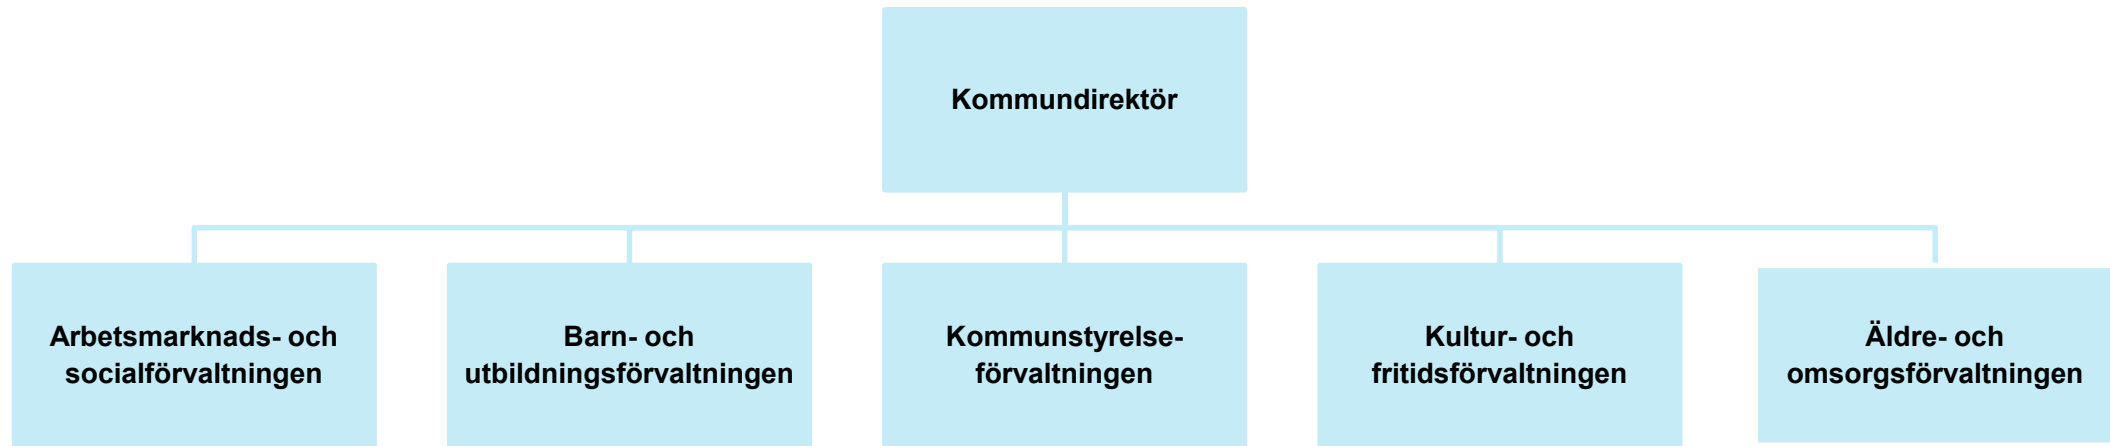 Kommundirektör
Arbetsmarknads- och
socialförvaltningen
Barn- och
utbildningsförvaltningen
Kommunstyrelse-
förvaltningen
Kultur- och
fritidsförvaltningen
Äldre- och
omsorgsförvaltningen